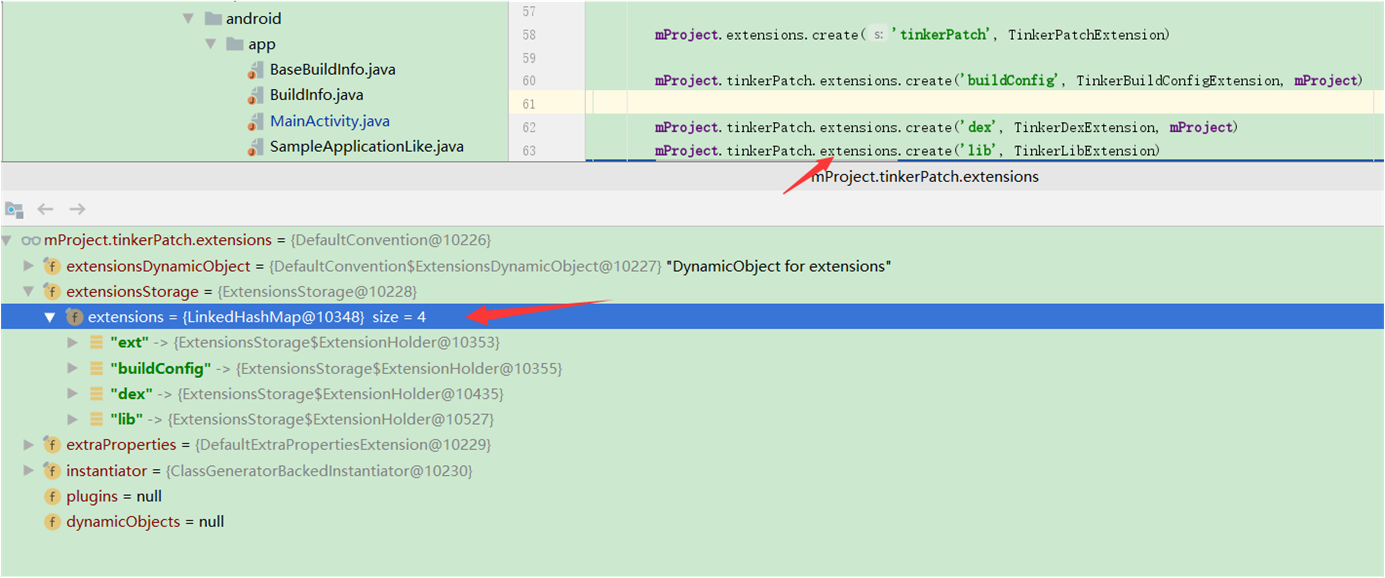 android
app
BaseBuildInfo.java
BuildInfo.java
MainActivity.java
SampleApplicationLike.java
57
58 mProject.extensions.create( s: 'tinkerPatch', TinkerPatchExtension)
59
60 mProject.tinkerPatch.extensions.create('buildConfig', TinkerBuildConfigExtension, mProject)
61
62 mProject.tinkerPatch.extensions.create('dex', TinkerDexExtension, mProject)
63 mProject.tinkerPatch.extensions.create('lib', TinkerLibExtension)
mProject.tinkerPatch.extensions
mProject.tinkerPatch.extensions = {DefaultConvention@10226}
f extensionsDynamicObject = {DefaultConvention$ExtensionsDynamicObject@10227} "DynamicObject for extensions"
f extensionsStorage = {ExtensionsStorage@10228}
f extensions = {LinkedHashMap@10348} size = 4
"ext" -> {ExtensionsStorage$ExtensionHolder@10353}
"buildConfig" -> {ExtensionsStorage$ExtensionHolder@10355}
"dex" -> {ExtensionsStorage$ExtensionHolder@10435}
"lib" -> {ExtensionsStorage$ExtensionHolder@10527}
f extraProperties = {DefaultExtraPropertiesExtension@10229}
f instantiator = {ClassGeneratorBackedInstantiator@10230}
f plugins = null
f dynamicObjects = null